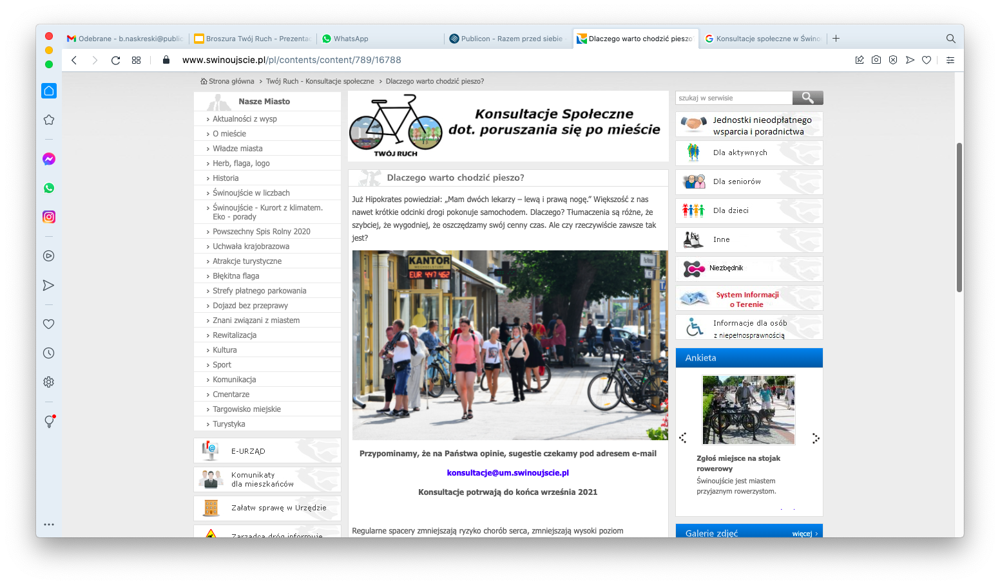 Odebrane - b.naskreski@public
Broszura Twój Ruch - Prezentac
WhatsApp
Publicon - Razem przed siebie -
Dlaczego warto chodzić pieszo?
Konsultacje społeczne w Świno
www.swinoujscie.pl/pl/contents/content/789/16788
Strona główna › Twój Ruch - Konsultacje społeczne › Dlaczego warto chodzić pieszo?
Nasze Miasto
› Aktualności z wysp
› O mieście
› Władze miasta
› Herb, flaga, logo
› Historia
› Świnoujście w liczbach
› Świnoujście - Kurort z klimatem.
Eko - porady
› Powszechny Spis Rolny 2020
› Uchwała krajobrazowa
› Atrakcje turystyczne
› Błękitna flaga
› Strefy płatnego parkowania
› Dojazd bez przeprawy
› Znani związani z miastem
› Rewitalizacja
› Kultura
› Sport
› Komunikacja
› Cmentarze
› Targowisko miejskie
› Turystyka
E-URZĄD
Komunikaty
dla mieszkańców
Załatw sprawę w Urzędzie
Zarządca dróg informuje
Konsultacje Społeczne
dot. poruszania się po mieście
TWÓJ RUCH
Dlaczego warto chodzić pieszo?
Już Hipokrates powiedział: „Mam dwóch lekarzy – lewą i prawą nogę.” Większość z nas
nawet krótkie odcinki drogi pokonuje samochodem. Dlaczego? Tłumaczenia są różne, że
szybciej, że wygodniej, że oszczędzamy swój cenny czas. Ale czy rzeczywiście zawsze tak
jest?
KANTOR
WECHSELSTUBE
EUR 447 452
Przypominamy, że na Państwa opinie, sugestie czekamy pod adresem e-mail
konsultacje@um.swinoujscie.pl
Konsultacje potrwają do końca września 2021
Regularne spacery zmniejszają ryzyko chorób serca, zmniejszają wysoki poziom
szukaj w serwisie
Jednostki nieodpłatnego
wsparcia i poradnictwa
Dla aktywnych
Dla seniorów
Dla dzieci
Inne
Niezbędnik
System Informacji
o Terenie
Informacje dla osób
z niepełnosprawnością
Ankieta
Zgłoś miejsce na stojak
rowerowy
Świnoujście jest miastem
przyjaznym rowerzystom.
Galerie zdjęć
więcej ›